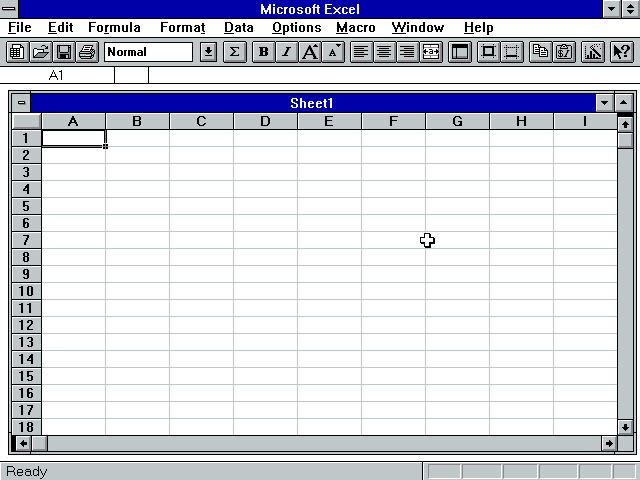 Microsoft Excel
File Edit Formula Format Data Options Macro Window Help
Normal Σ B I A A a ?
A1
Sheet1
A B C D E F G H I
1
2
3
4
5
6
7
8
9
10
11
12
13
14
15
16
17
18
Ready